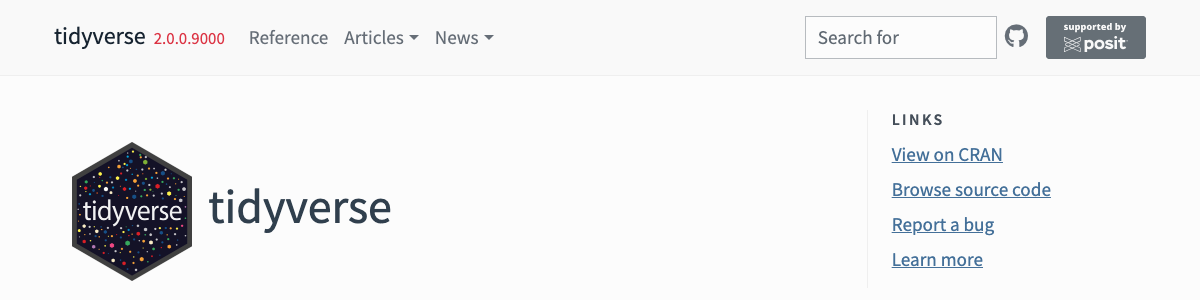 tidyverse 2.0.0.9000 Reference Articles News Search for supported by posit
LINKS
View on CRAN
Browse source code
tidyverse tidyverse
Report a bug
Learn more